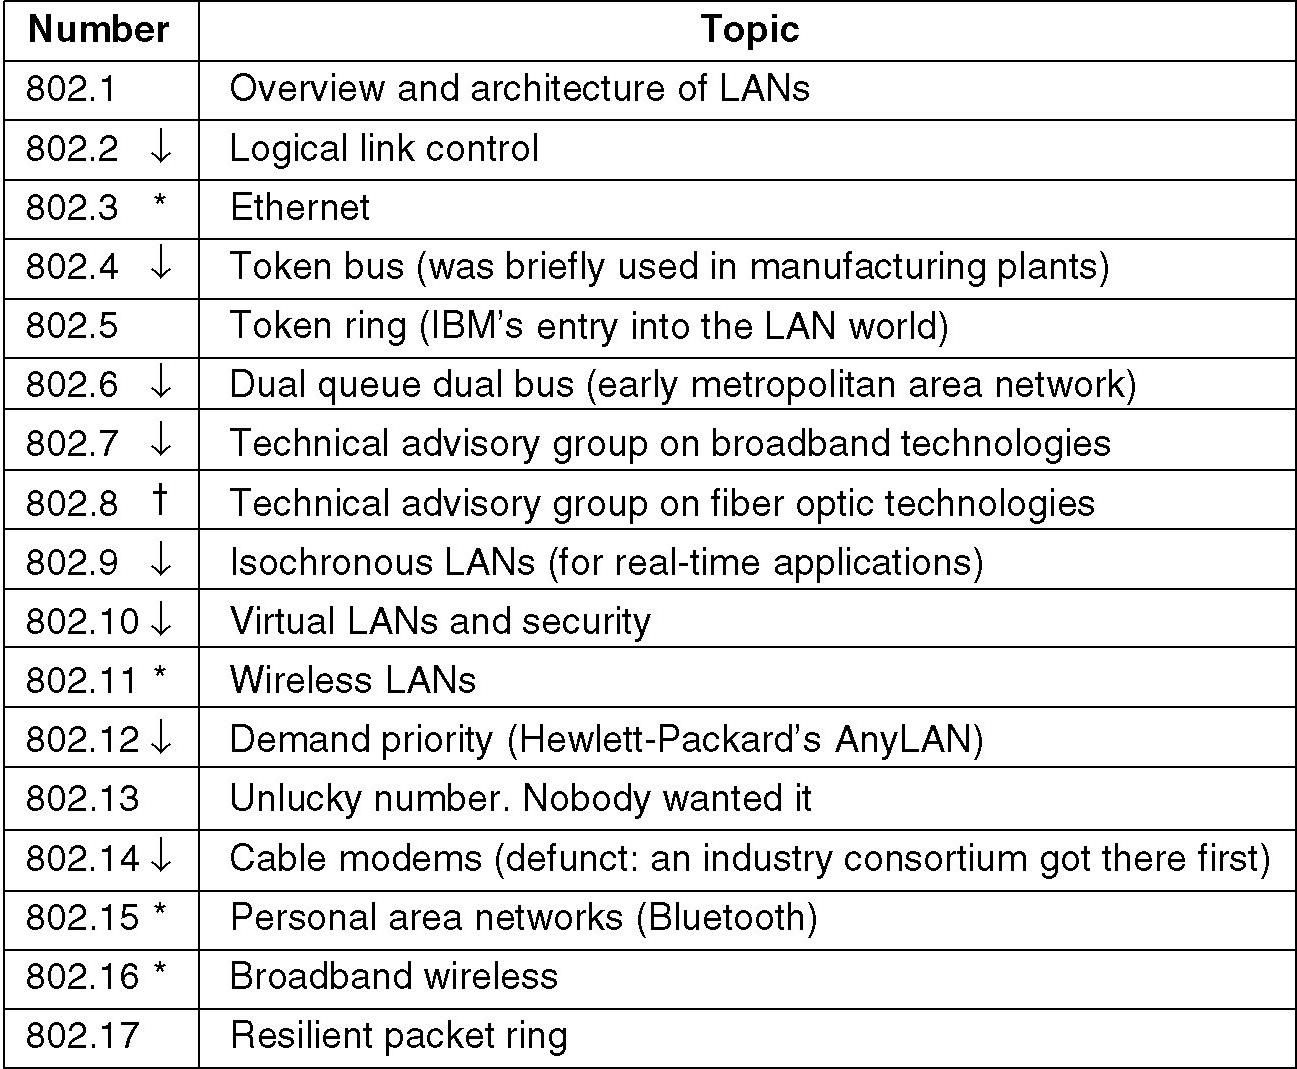 Number Topic
802.1 Overview and architecture of LANs
802.2 ↓ Logical link control
802.3 * Ethernet
802.4 ↓ Token bus (was briefly used in manufacturing plants)
802.5 Token ring (IBM's entry into the LAN world)
802.6 ↓ Dual queue dual bus (early metropolitan area network)
802.7 ↓ Technical advisory group on broadband technologies
802.8 † Technical advisory group on fiber optic technologies
802.9 ↓ Isochronous LANs (for real-time applications)
802.10 ↓ Virtual LANs and security
802.11 * Wireless LANs
802.12 ↓ Demand priority (Hewlett-Packard's AnyLAN)
802.13 Unlucky number. Nobody wanted it
802.14 ↓ Cable modems (defunct: an industry consortium got there first)
802.15 * Personal area networks (Bluetooth)
802.16 * Broadband wireless
802.17 Resilient packet ring